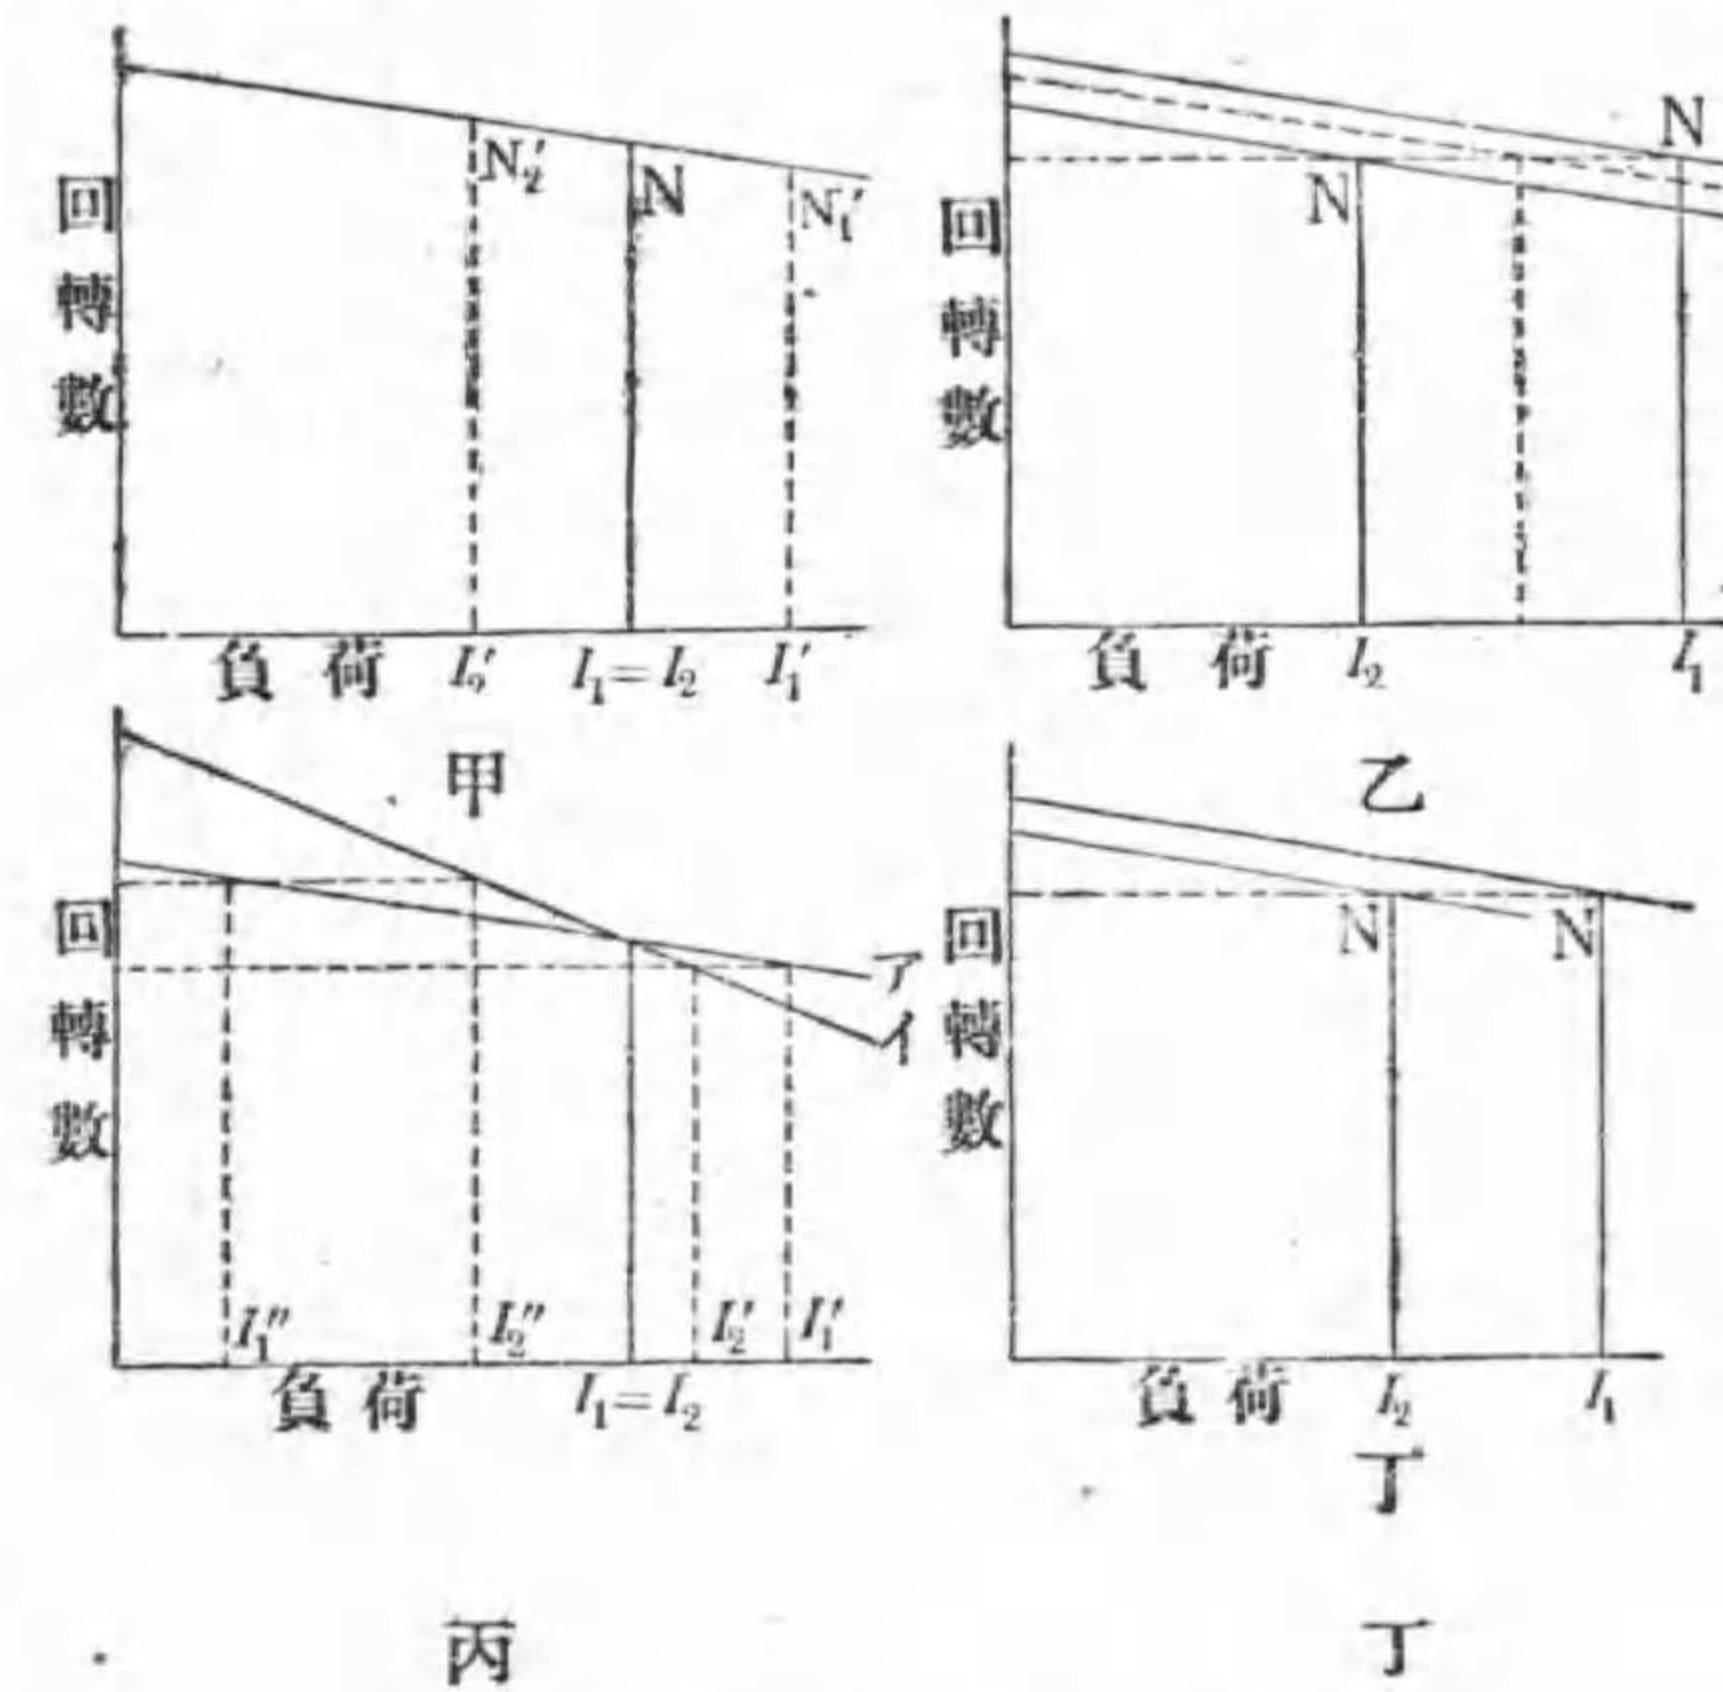 回轉數
N₂′
N
N₁′
負荷
I₂′
I₁=I₂
I₁′
甲
回轉數
N
N
負荷
I₂
I₁
乙
回轉數
ア
イ
I₁″
I₂″
I₂′
I₁′
負荷
I₁=I₂
丙
回轉數
N
N
負荷
I₂
I₁
丁
丁